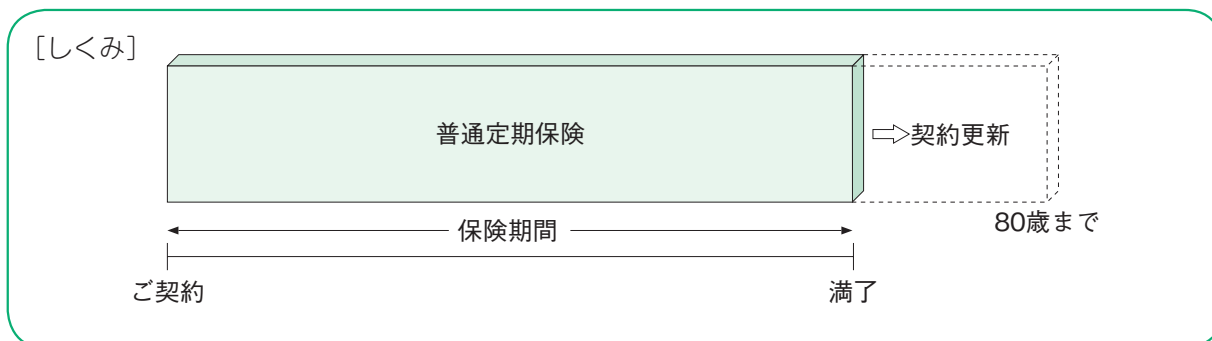 ［しくみ］
普通定期保険
契約更新
80歳まで
保険期間
ご契約
満了